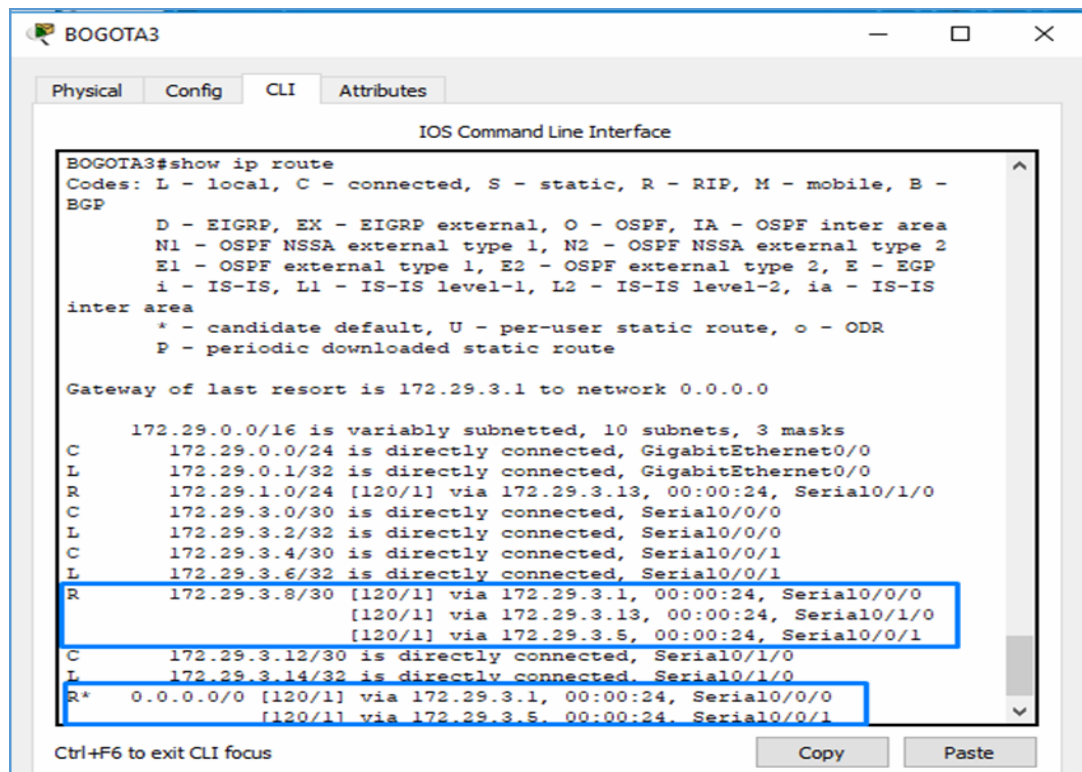 BOGOTA3
Physical Config CLI Attributes
IOS Command Line Interface
BOGOTA3#show ip route
Codes: L - local, C - connected, S - static, R - RIP, M - mobile, B -
BGP
D - EIGRP, EX - EIGRP external, O - OSPF, IA - OSPF inter area
N1 - OSPF NSSA external type 1, N2 - OSPF NSSA external type 2
E1 - OSPF external type 1, E2 - OSPF external type 2, E - EGP
i - IS-IS, L1 - IS-IS level-1, L2 - IS-IS level-2, ia - IS-IS
inter area
* - candidate default, U - per-user static route, o - ODR
P - periodic downloaded static route
Gateway of last resort is 172.29.3.1 to network 0.0.0.0
172.29.0.0/16 is variably subnetted, 10 subnets, 3 masks
C 172.29.0.0/24 is directly connected, GigabitEthernet0/0
L 172.29.0.1/32 is directly connected, GigabitEthernet0/0
R 172.29.1.0/24 [120/1] via 172.29.3.13, 00:00:24, Serial0/1/0
C 172.29.3.0/30 is directly connected, Serial0/0/0
L 172.29.3.2/32 is directly connected, Serial0/0/0
C 172.29.3.4/30 is directly connected, Serial0/0/1
L 172.29.3.6/32 is directly connected, Serial0/0/1
R 172.29.3.8/30 [120/1] via 172.29.3.1, 00:00:24, Serial0/0/0
[120/1] via 172.29.3.13, 00:00:24, Serial0/1/0
[120/1] via 172.29.3.5, 00:00:24, Serial0/0/1
C 172.29.3.12/30 is directly connected, Serial0/1/0
L 172.29.3.14/32 is directly connected, Serial0/1/0
R* 0.0.0.0/0 [120/1] via 172.29.3.1, 00:00:24, Serial0/0/0
[120/1] via 172.29.3.5, 00:00:24, Serial0/0/1
Ctrl+F6 to exit CLI focus Copy Paste